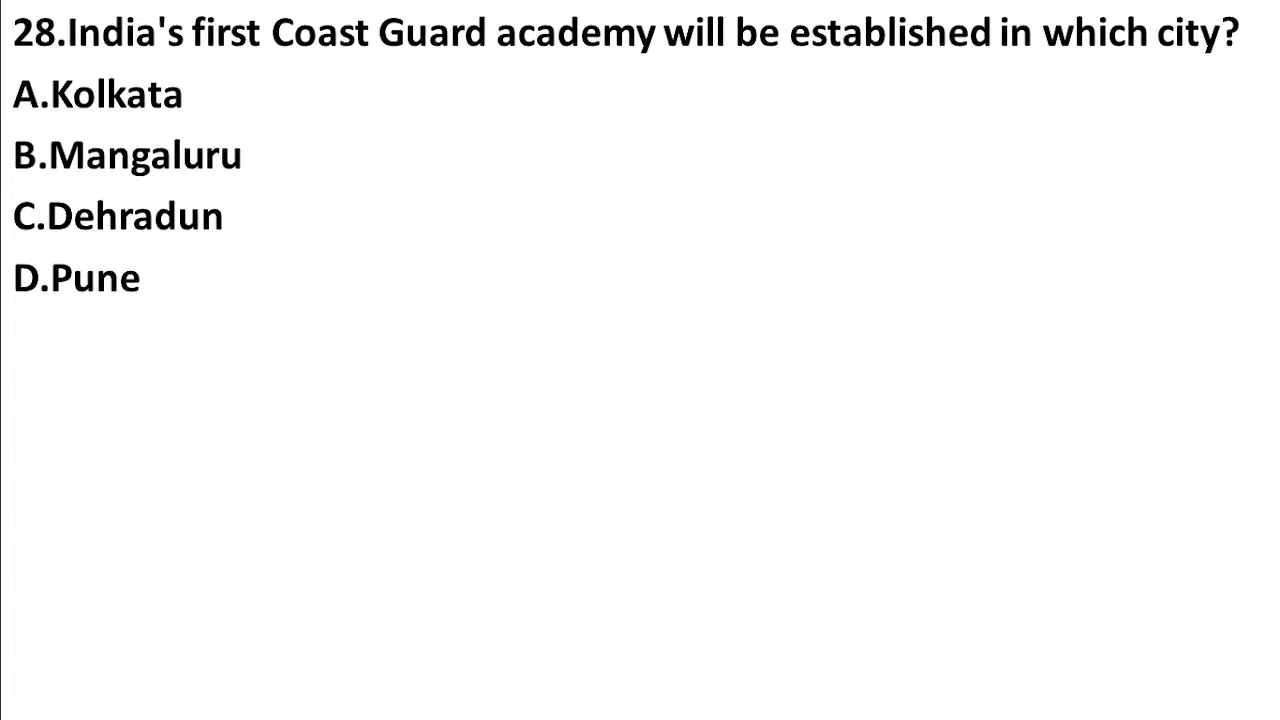 28.India's first Coast Guard academy will be established in which city?
A.Kolkata
B.Mangaluru
C.Dehradun
D.Pune